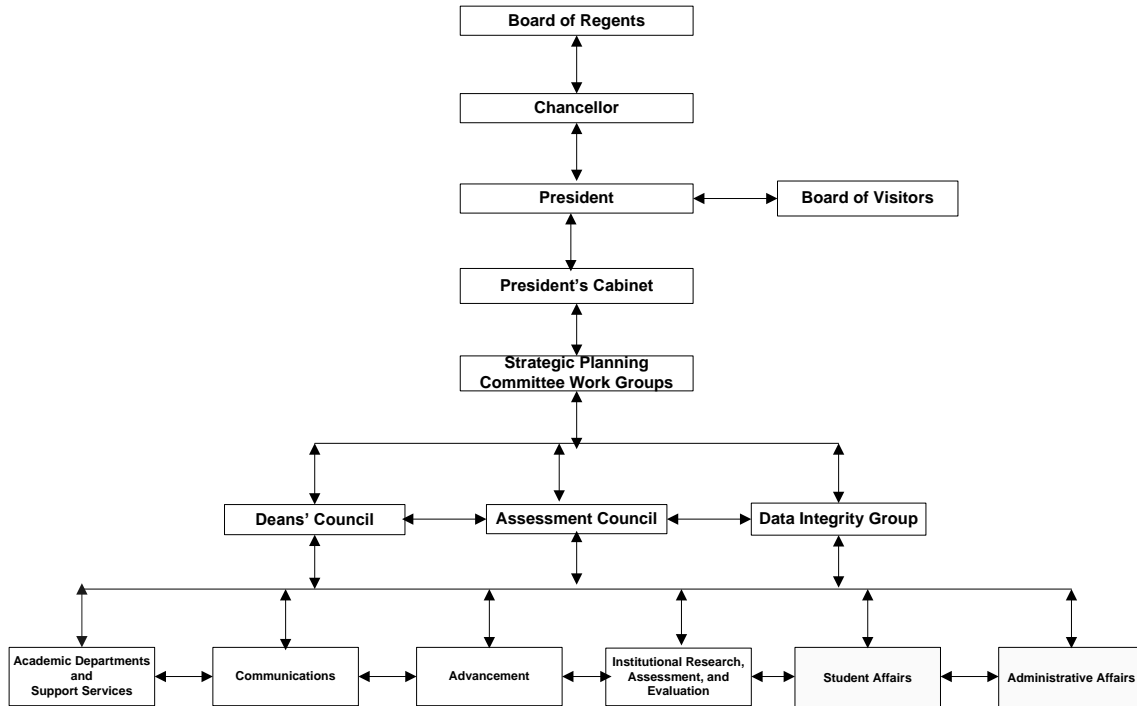 Board of Regents
Chancellor
President
Board of Visitors
President’s Cabinet
Strategic Planning
Committee Work Groups
Deans’ Council
Assessment Council
Data Integrity Group
Academic Departments
and
Support Services
Communications
Advancement
Institutional Research,
Assessment, and
Evaluation
Student Affairs
Administrative Affairs